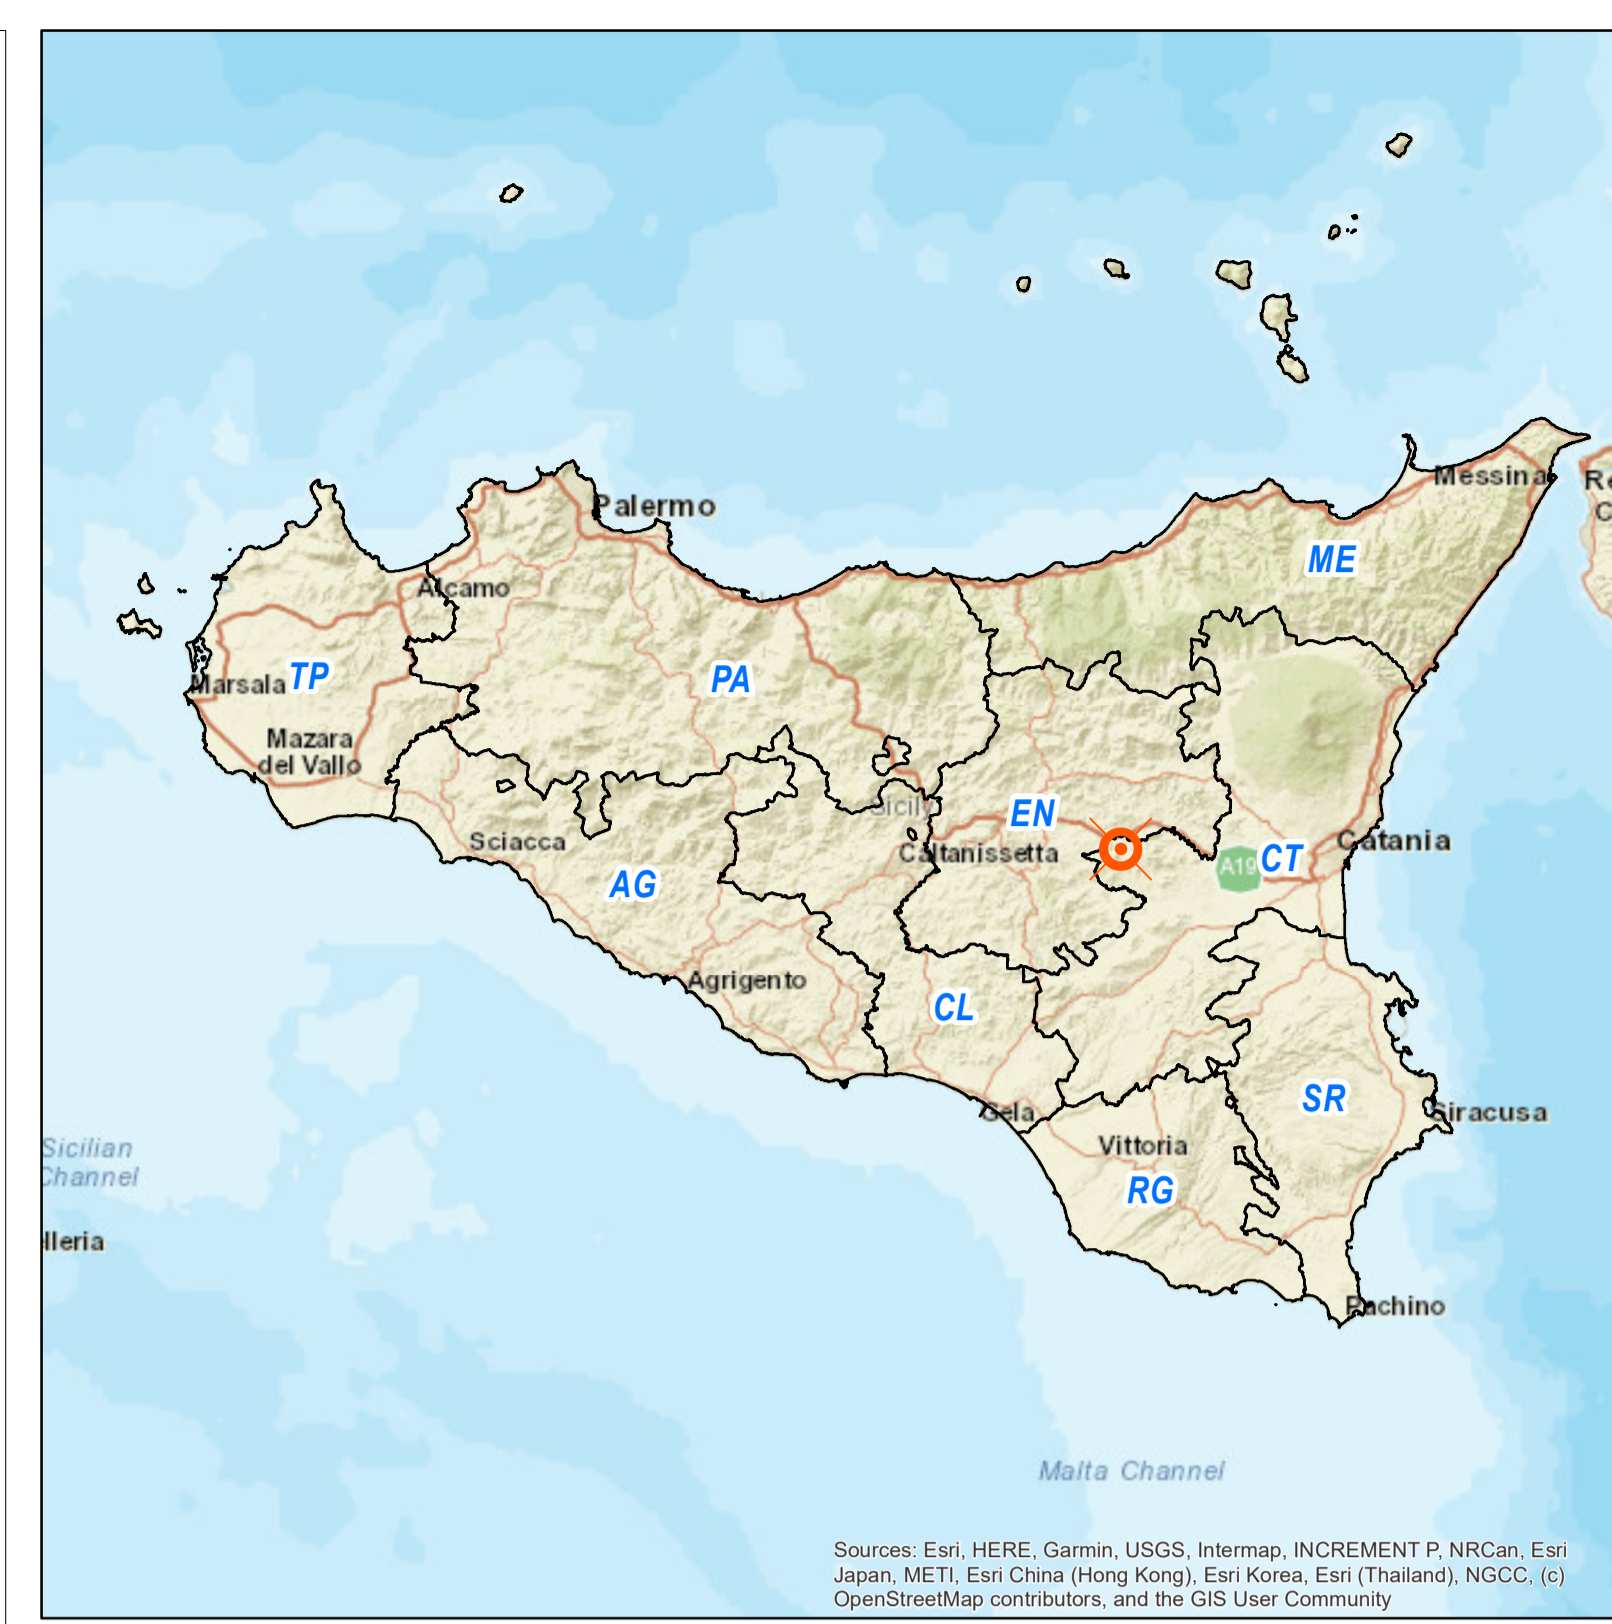 Messina
Re
C
Palermo
ME
Alcamo
TP
PA
Marsala
Mazara
del Vallo
Sicily
EN
Sciacca
Caltanissetta
Catania
A19
CT
AG
Agrigento
CL
SR
Gela
Siracusa
Vittoria
Sicilian
Channel
RG
lleria
Pachino
Malta Channel
Sources: Esri, HERE, Garmin, USGS, Intermap, INCREMENT P, NRCan, Esri
Japan, METI, Esri China (Hong Kong), Esri Korea, Esri (Thailand), NGCC, (c)
OpenStreetMap contributors, and the GIS User Community